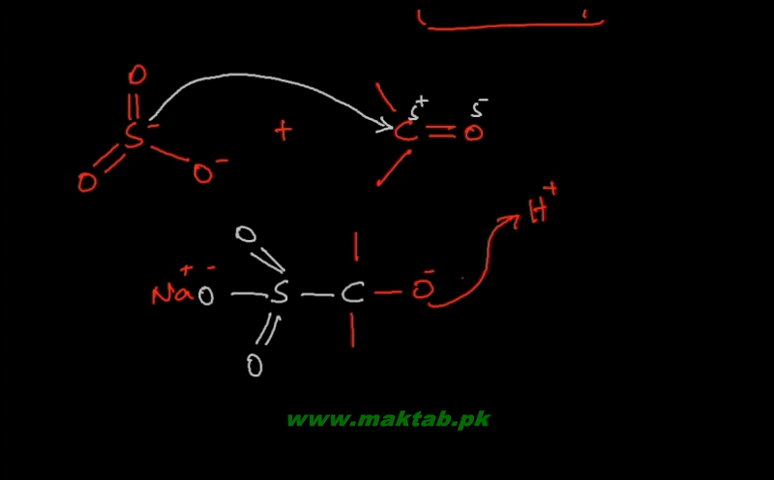 O
S⁻ O⁻ O + C = O δ+ δ-
O
Na⁺ ⁻O — S — C — O⁻ H⁺
O
www.maktab.pk